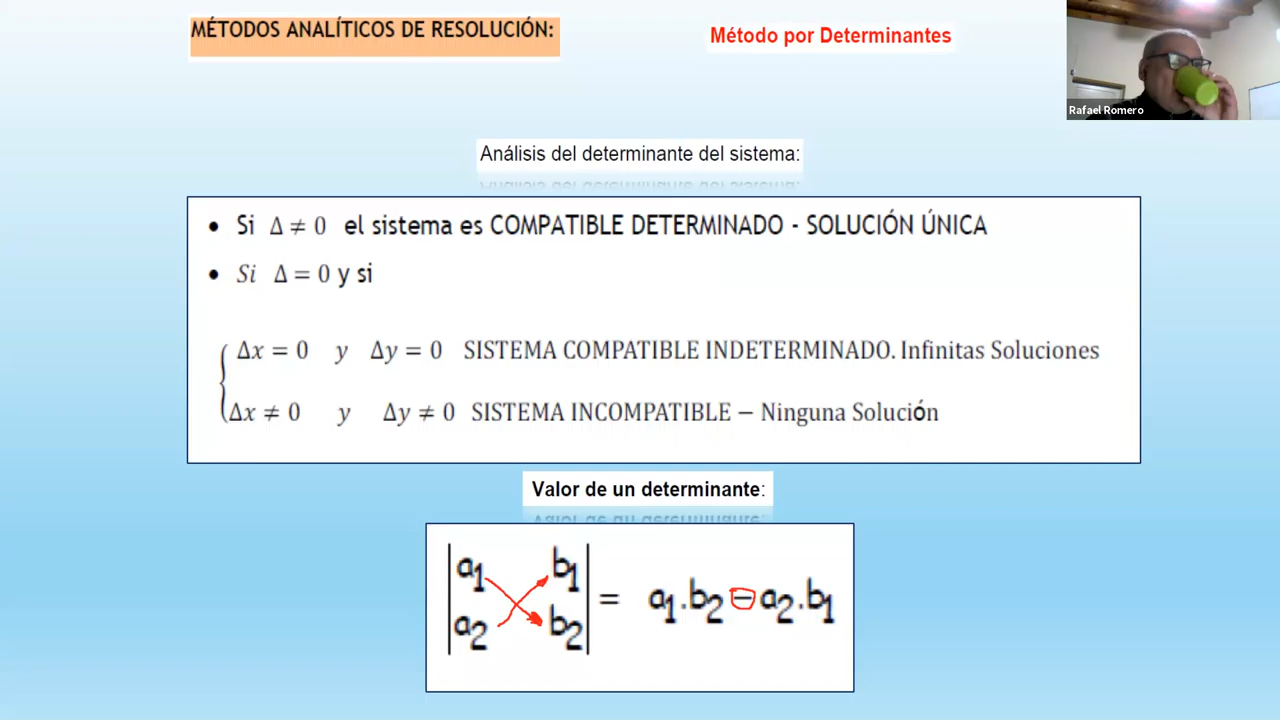 MÉTODOS ANALÍTICOS DE RESOLUCIÓN:
Método por Determinantes
Rafael Romero
Análisis del determinante del sistema:
• Si Δ ≠ 0 el sistema es COMPATIBLE DETERMINADO - SOLUCIÓN ÚNICA
• Si Δ = 0 y si
Δx = 0 y Δy = 0 SISTEMA COMPATIBLE INDETERMINADO. Infinitas Soluciones
Δx ≠ 0 y Δy ≠ 0 SISTEMA INCOMPATIBLE − Ninguna Solución
Valor de un determinante:
a₁ b₁
a₂ b₂
= a₁.b₂ − a₂.b₁